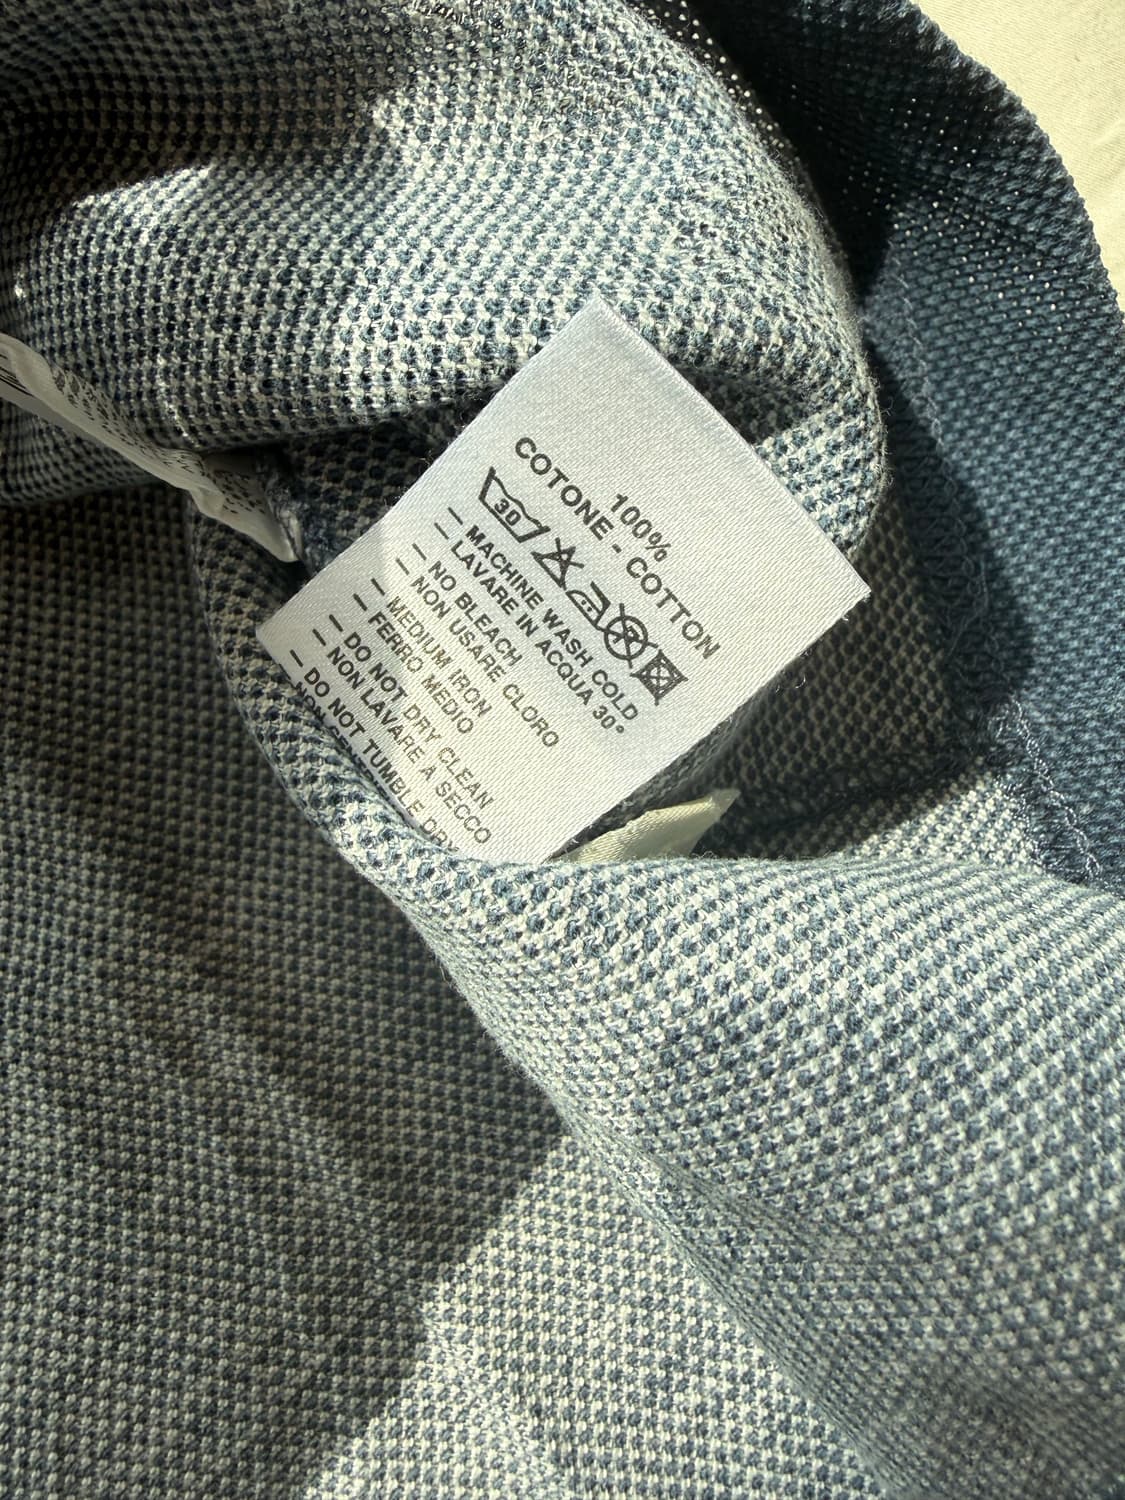 100%
COTONE - COTTON
30
— MACHINE WASH COLD
— LAVARE IN ACQUA 30°
— NO BLEACH
— NON USARE CLORO
— MEDIUM IRON
— FERRO MEDIO
— DO NOT DRY CLEAN
— NON LAVARE A SECCO
— DO NOT TUMBLE DRY
NON